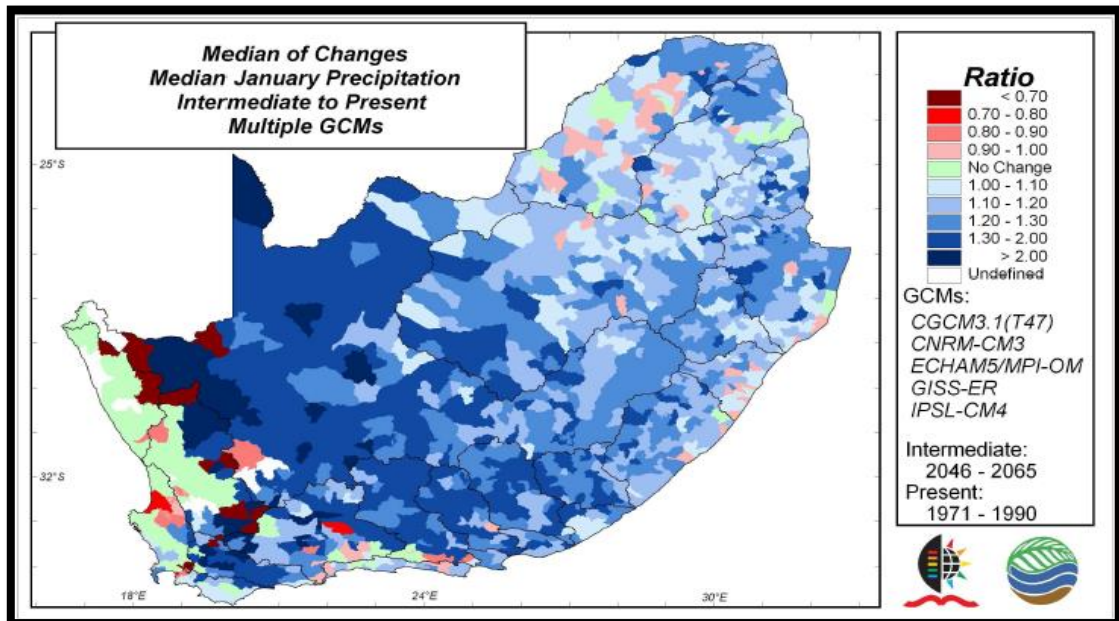 Median of Changes
Median January Precipitation
Intermediate to Present
Multiple GCMs
25°S
32°S
18°E
24°E
30°E
Ratio
< 0.70
0.70 - 0.80
0.80 - 0.90
0.90 - 1.00
No Change
1.00 - 1.10
1.10 - 1.20
1.20 - 1.30
1.30 - 2.00
> 2.00
Undefined
GCMs:
CGCM3.1(T47)
CNRM-CM3
ECHAM5/MPI-OM
GISS-ER
IPSL-CM4
Intermediate:
2046 - 2065
Present:
1971 - 1990